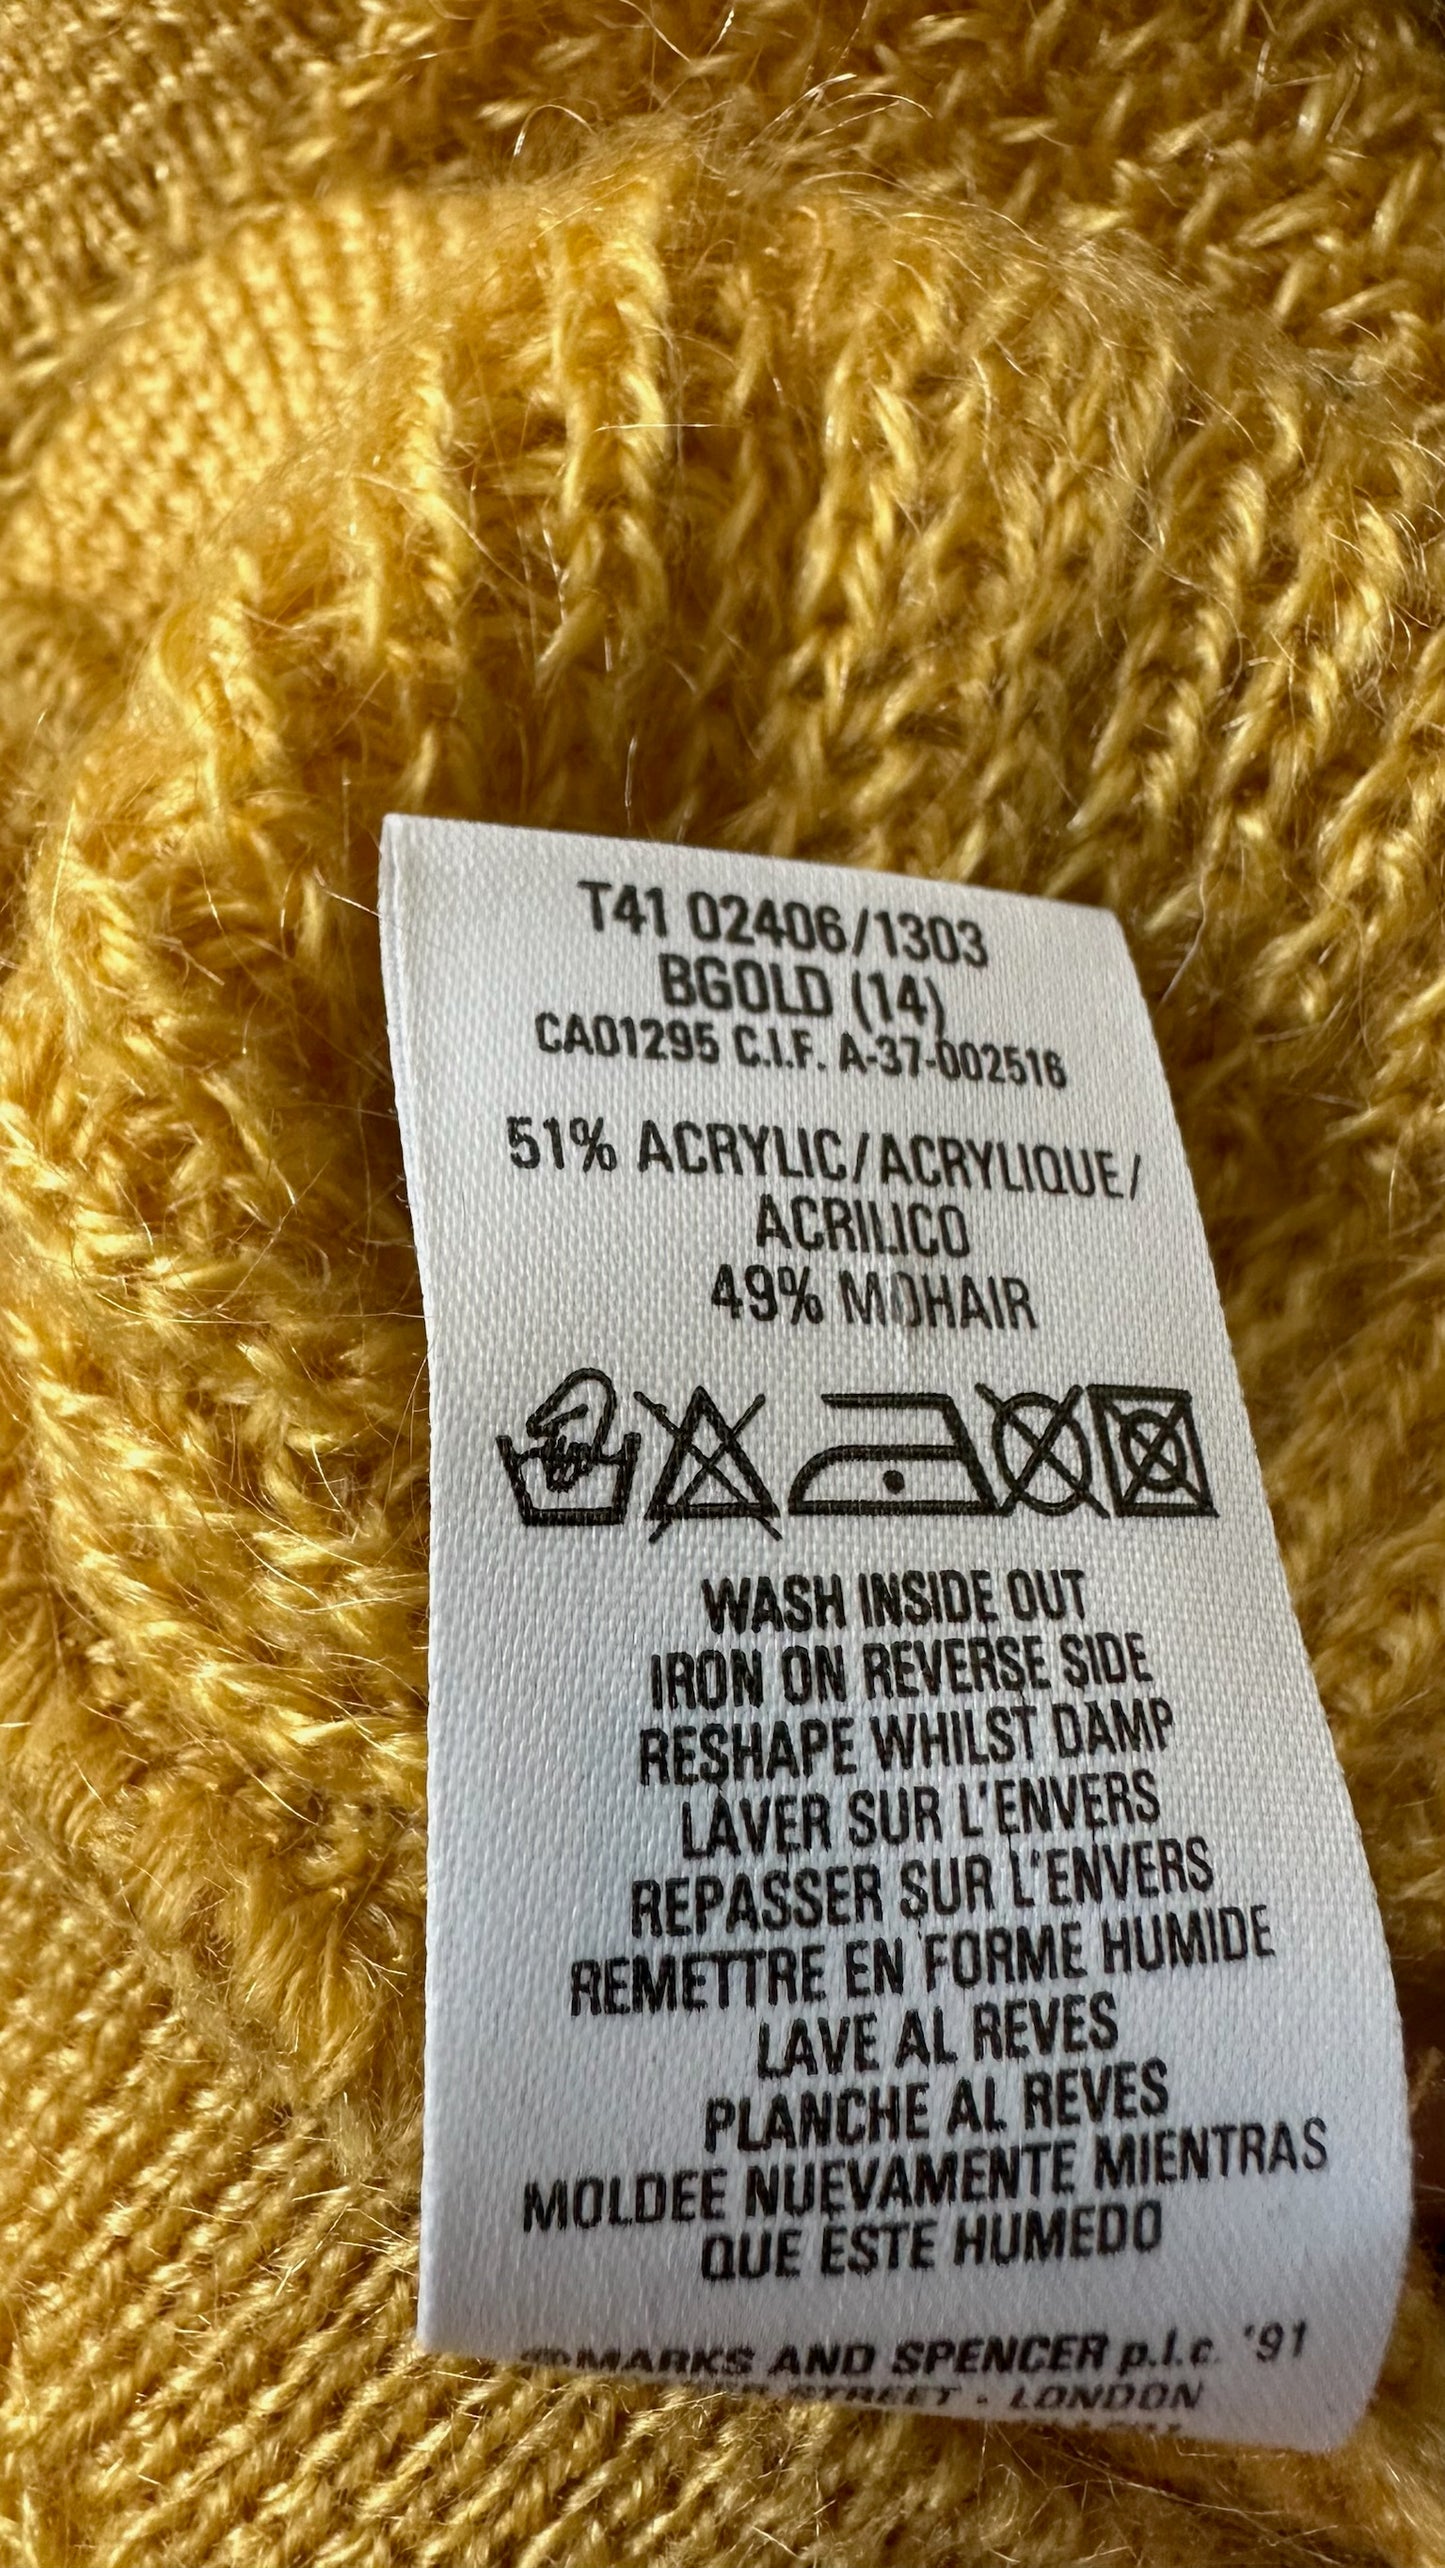 T41 02406/1303
BGOLD (14)
CA01295 C.I.F. A-37-002516
51% ACRYLIC/ACRYLIQUE/
ACRILICO
49% MOHAIR
WASH INSIDE OUT
IRON ON REVERSE SIDE
RESHAPE WHILST DAMP
LAVER SUR L'ENVERS
REPASSER SUR L'ENVERS
REMETTRE EN FORME HUMIDE
LAVE AL REVES
PLANCHE AL REVES
MOLDEE NUEVAMENTE MIENTRAS
QUE ESTE HUMEDO
©MARKS AND SPENCER p.l.c. '91
STREET - LONDON